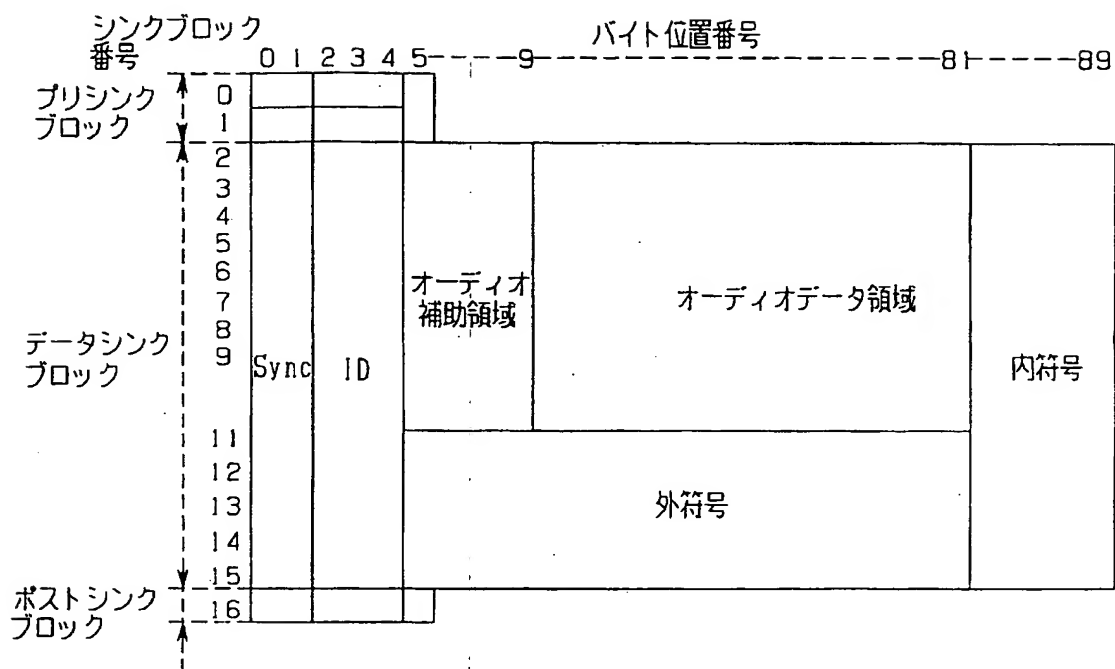 シンクブロック
番号
バイト位置番号
0 1 2 3 4 5 9 81 89
プリシンク
ブロック
0
1
データシンク
ブロック
2
3
4
5
6
7
8
9
11
12
13
14
15
Sync
ID
オーディオ
補助領域
オーディオデータ領域
内符号
外符号
ポストシンク
ブロック
16